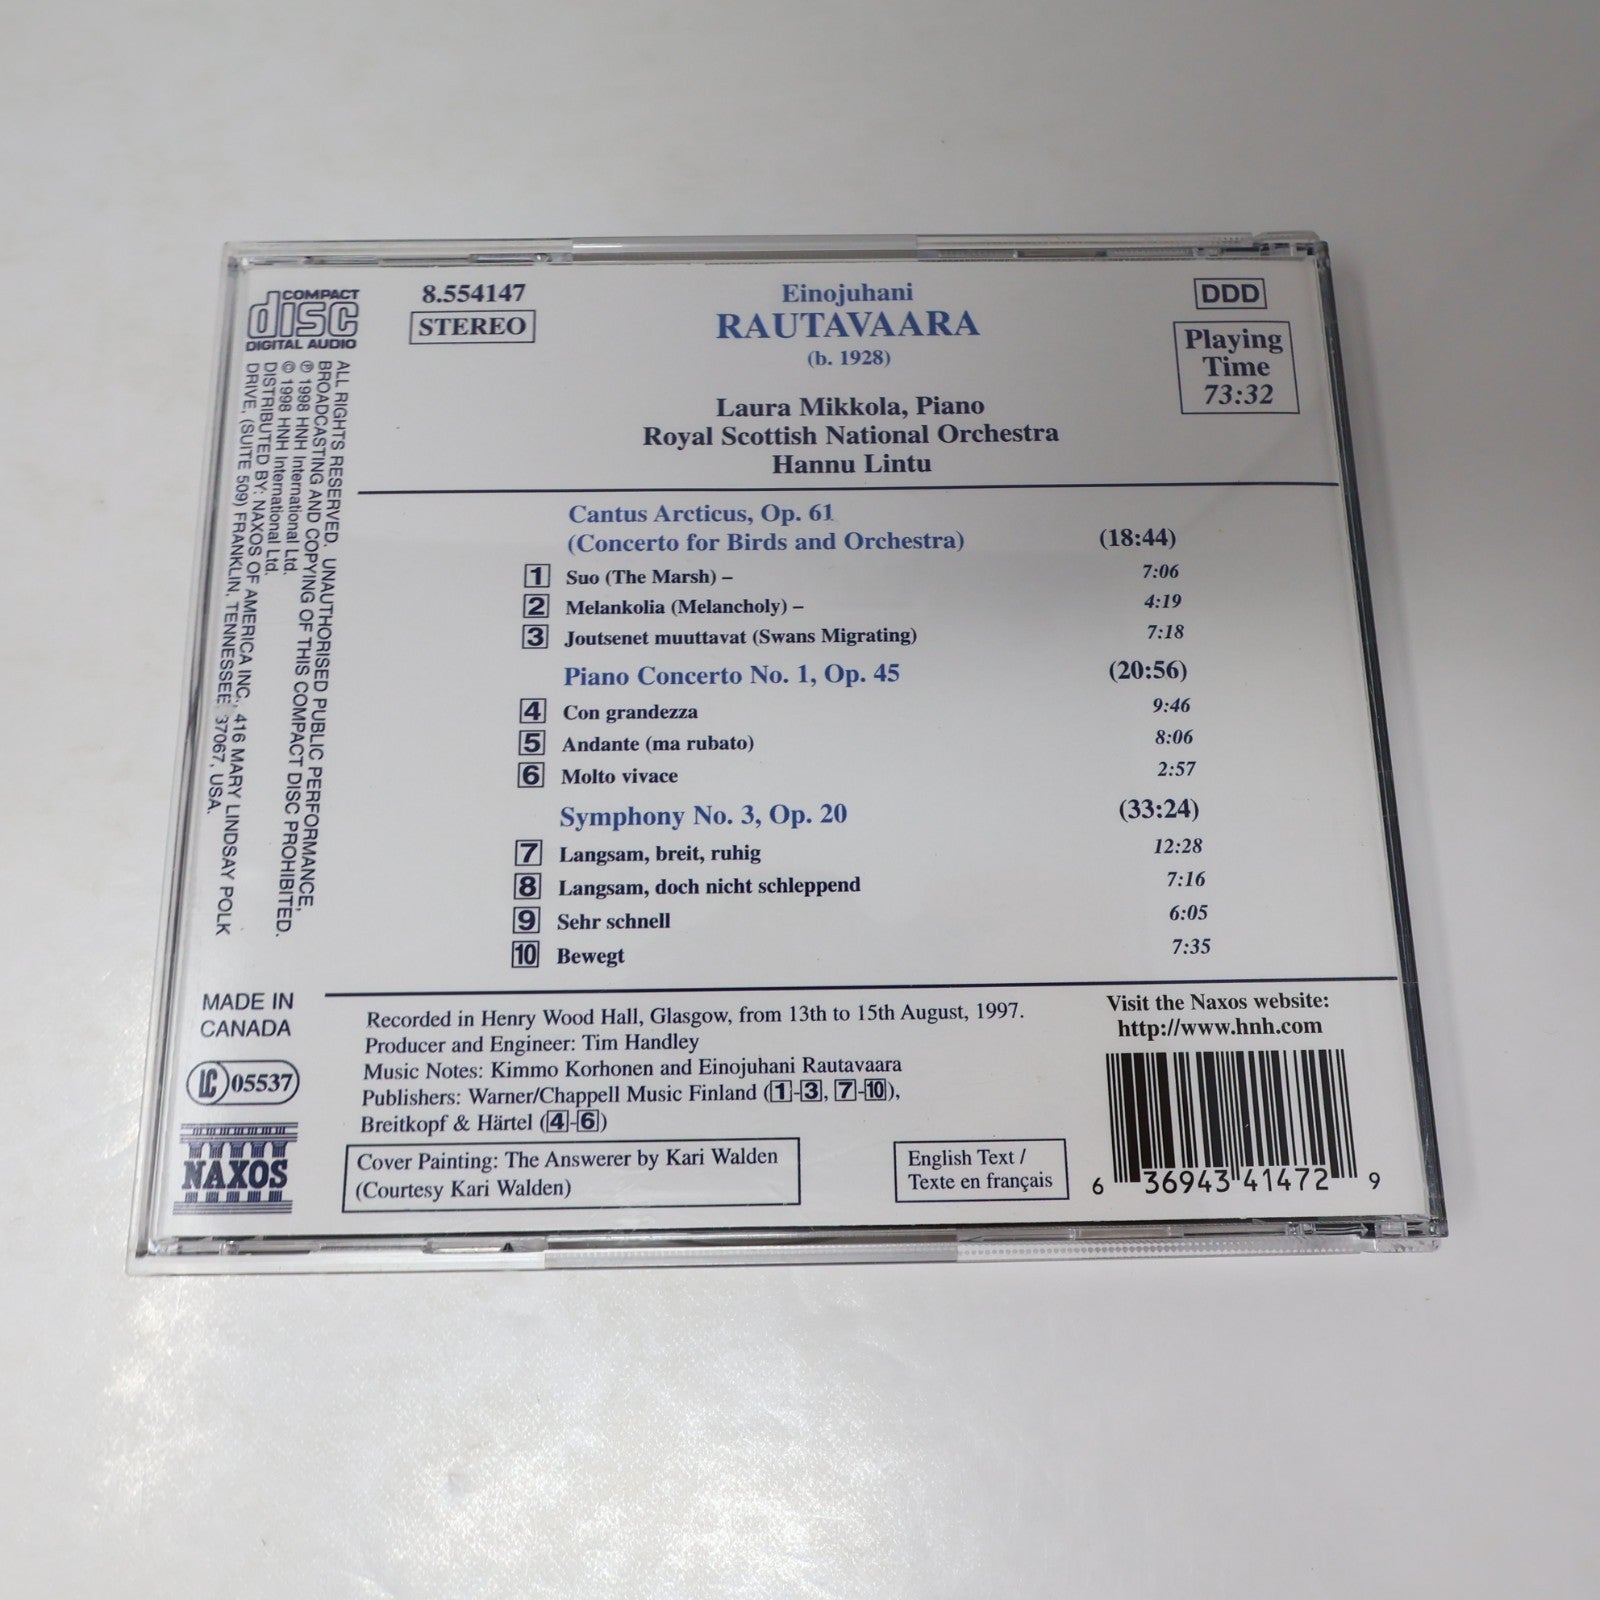 COMPACT
disc
DIGITAL AUDIO
8.554147
STEREO
Einojuhani
RAUTAVAARA
(b. 1928)
DDD
Playing
Time
73:32
Laura Mikkola, Piano
Royal Scottish National Orchestra
Hannu Lintu
ALL RIGHTS RESERVED. UNAUTHORISED PUBLIC PERFORMANCE,
BROADCASTING AND COPYING OF THIS COMPACT DISC PROHIBITED.
℗ 1998 HNH International Ltd.
© 1998 HNH International Ltd.
DISTRIBUTED BY: NAXOS OF AMERICA INC., 416 MARY LINDSAY POLK
DRIVE, (SUITE 509) FRANKLIN, TENNESSEE 37067, USA.
Cantus Arcticus, Op. 61
(Concerto for Birds and Orchestra) (18:44)
1 Suo (The Marsh) – 7:06
2 Melankolia (Melancholy) – 4:19
3 Joutsenet muuttavat (Swans Migrating) 7:18
Piano Concerto No. 1, Op. 45 (20:56)
4 Con grandezza 9:46
5 Andante (ma rubato) 8:06
6 Molto vivace 2:57
Symphony No. 3, Op. 20 (33:24)
7 Langsam, breit, ruhig 12:28
8 Langsam, doch nicht schleppend 7:16
9 Sehr schnell 6:05
10 Bewegt 7:35
MADE IN
CANADA
LC 05537
NAXOS
Recorded in Henry Wood Hall, Glasgow, from 13th to 15th August, 1997.
Producer and Engineer: Tim Handley
Music Notes: Kimmo Korhonen and Einojuhani Rautavaara
Publishers: Warner/Chappell Music Finland (1-3, 7-10),
Breitkopf & Härtel (4-6)
Cover Painting: The Answerer by Kari Walden
(Courtesy Kari Walden)
English Text /
Texte en français
Visit the Naxos website:
http://www.hnh.com
6 36943 41472 9